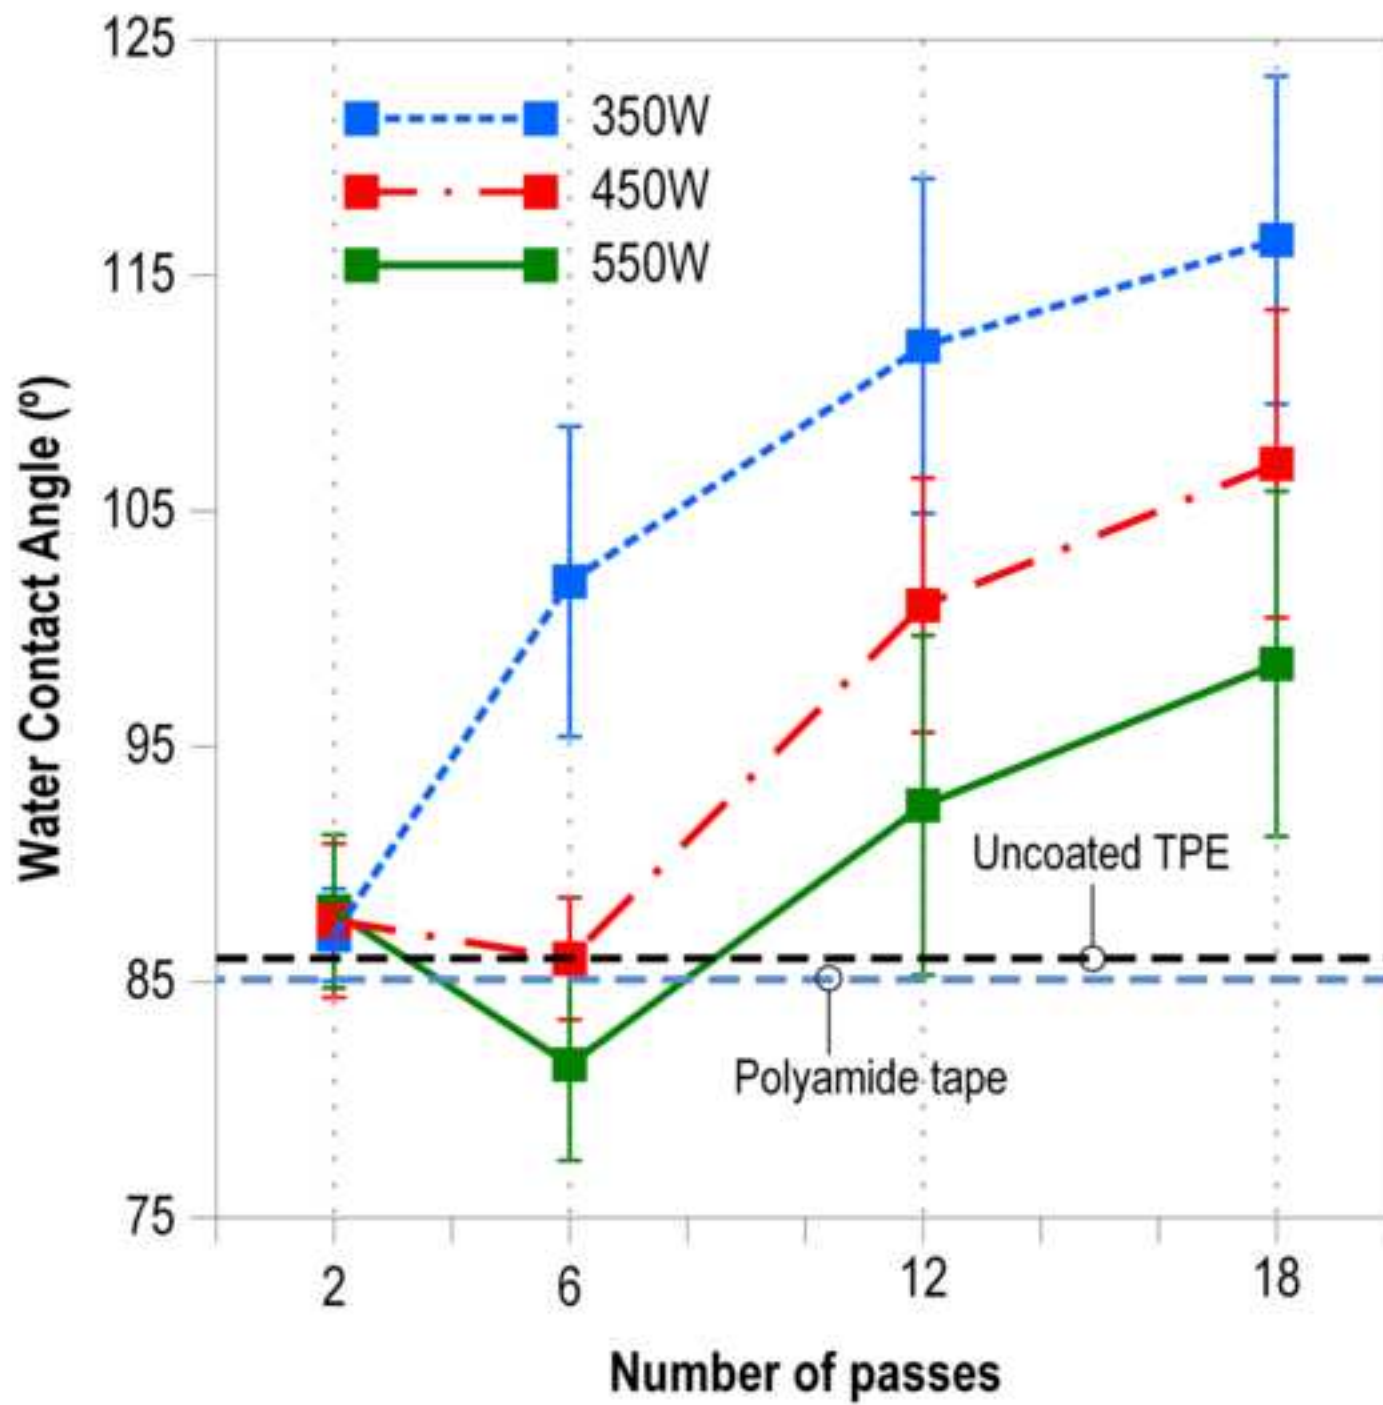 125
350W
450W
550W
115
105
95
85
75
Water Contact Angle (º)
Uncoated TPE
Polyamide tape
2
6
12
18
Number of passes